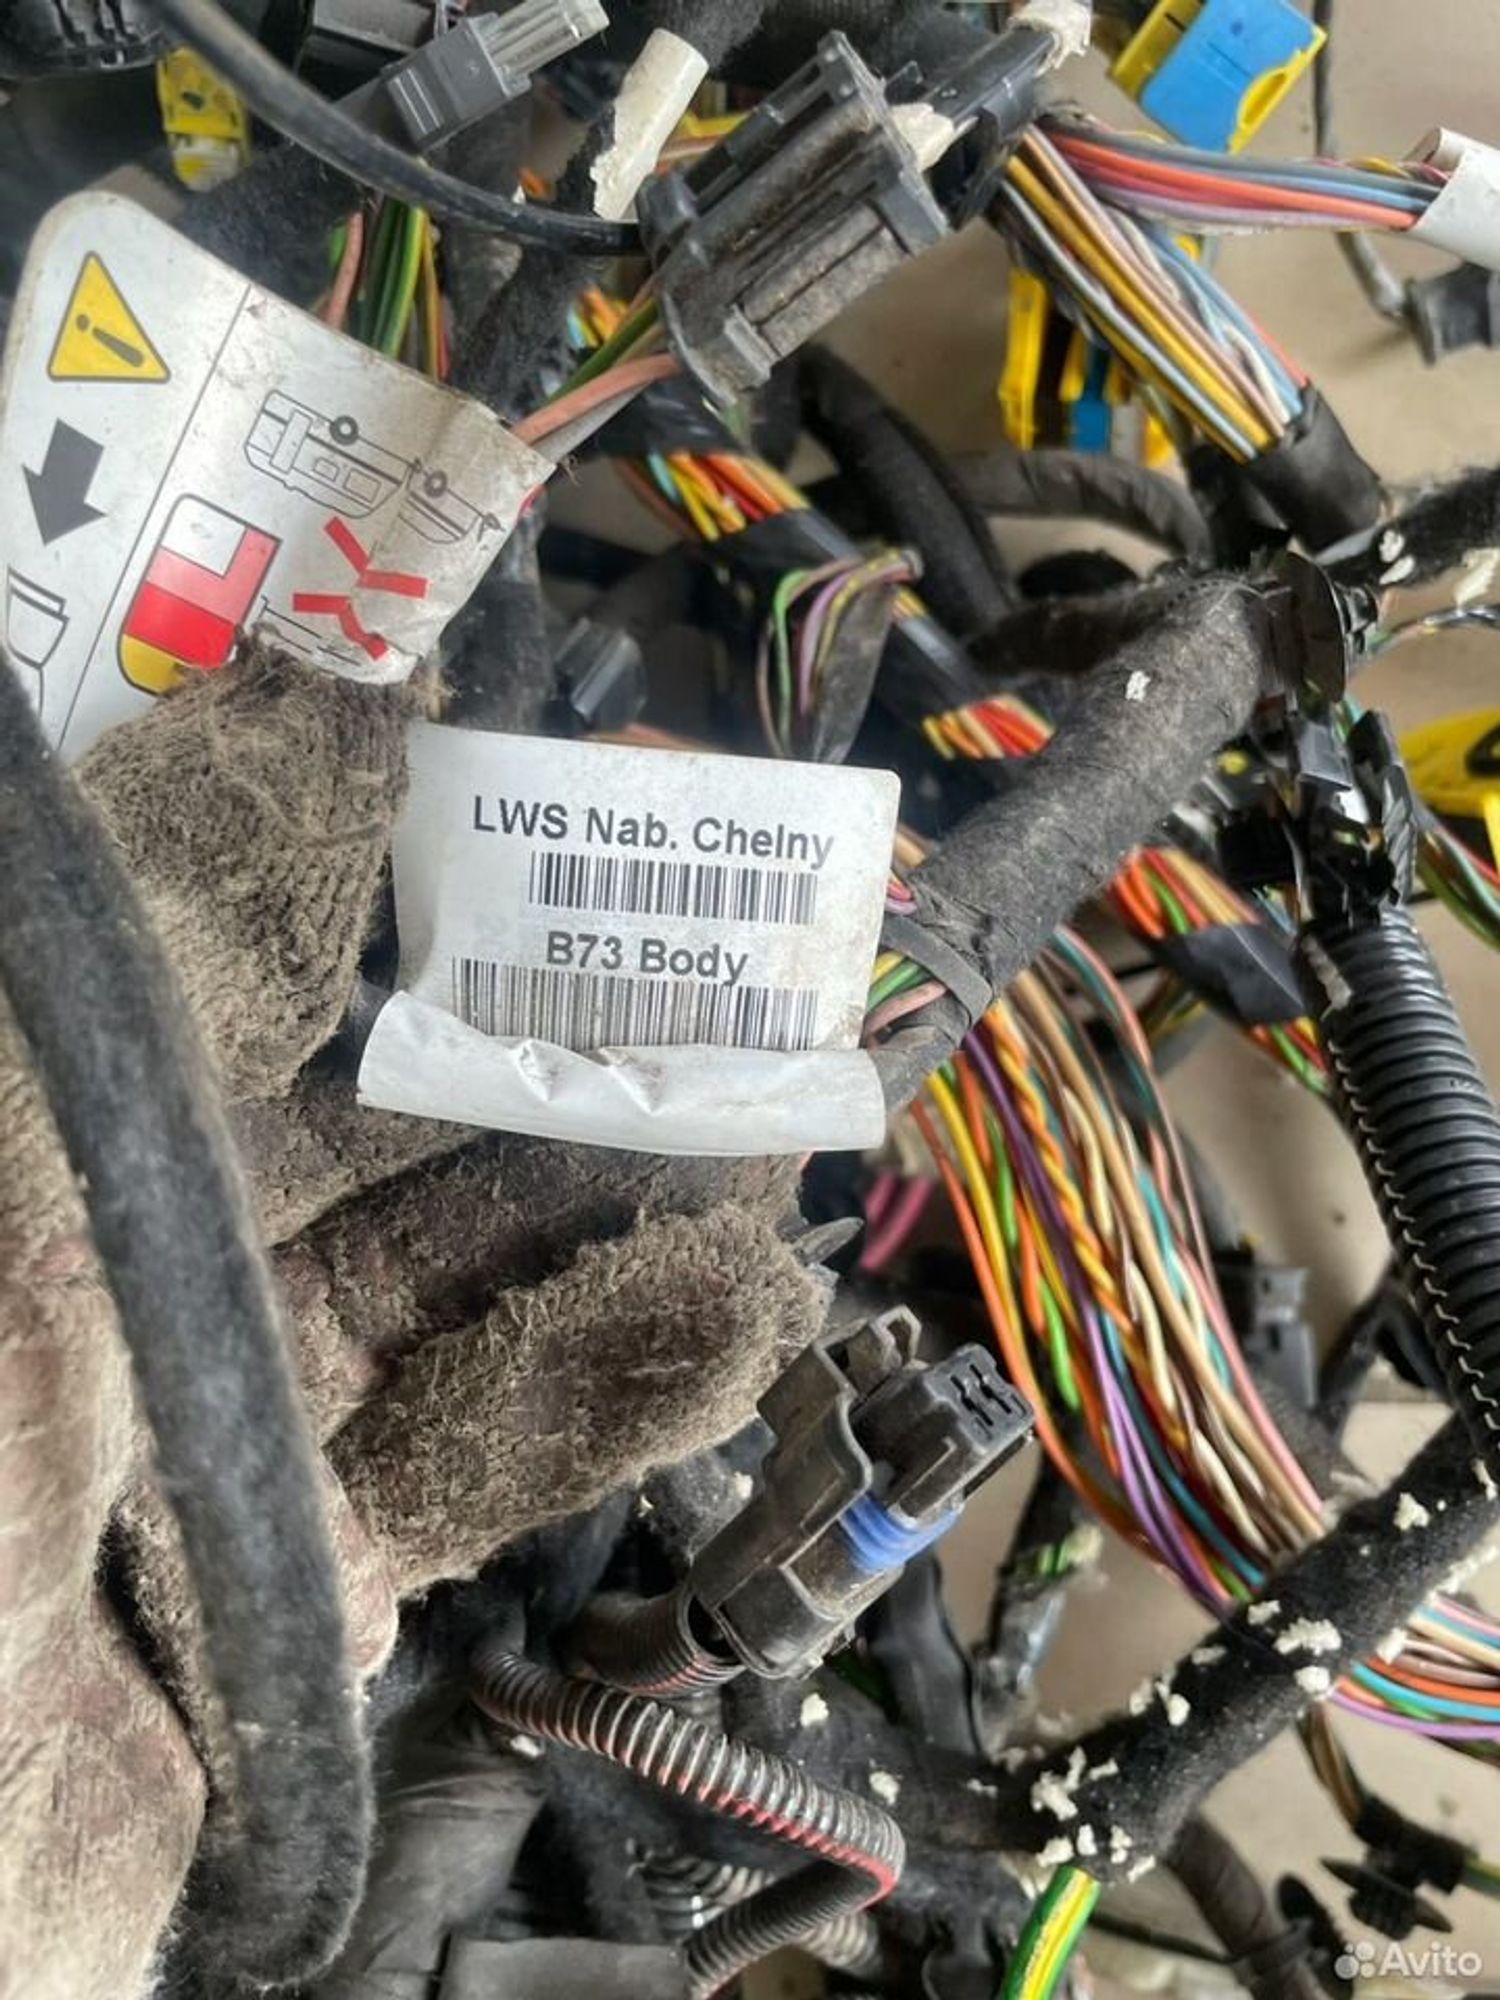 LWS Nab. Chelny
B73 Body
Avito